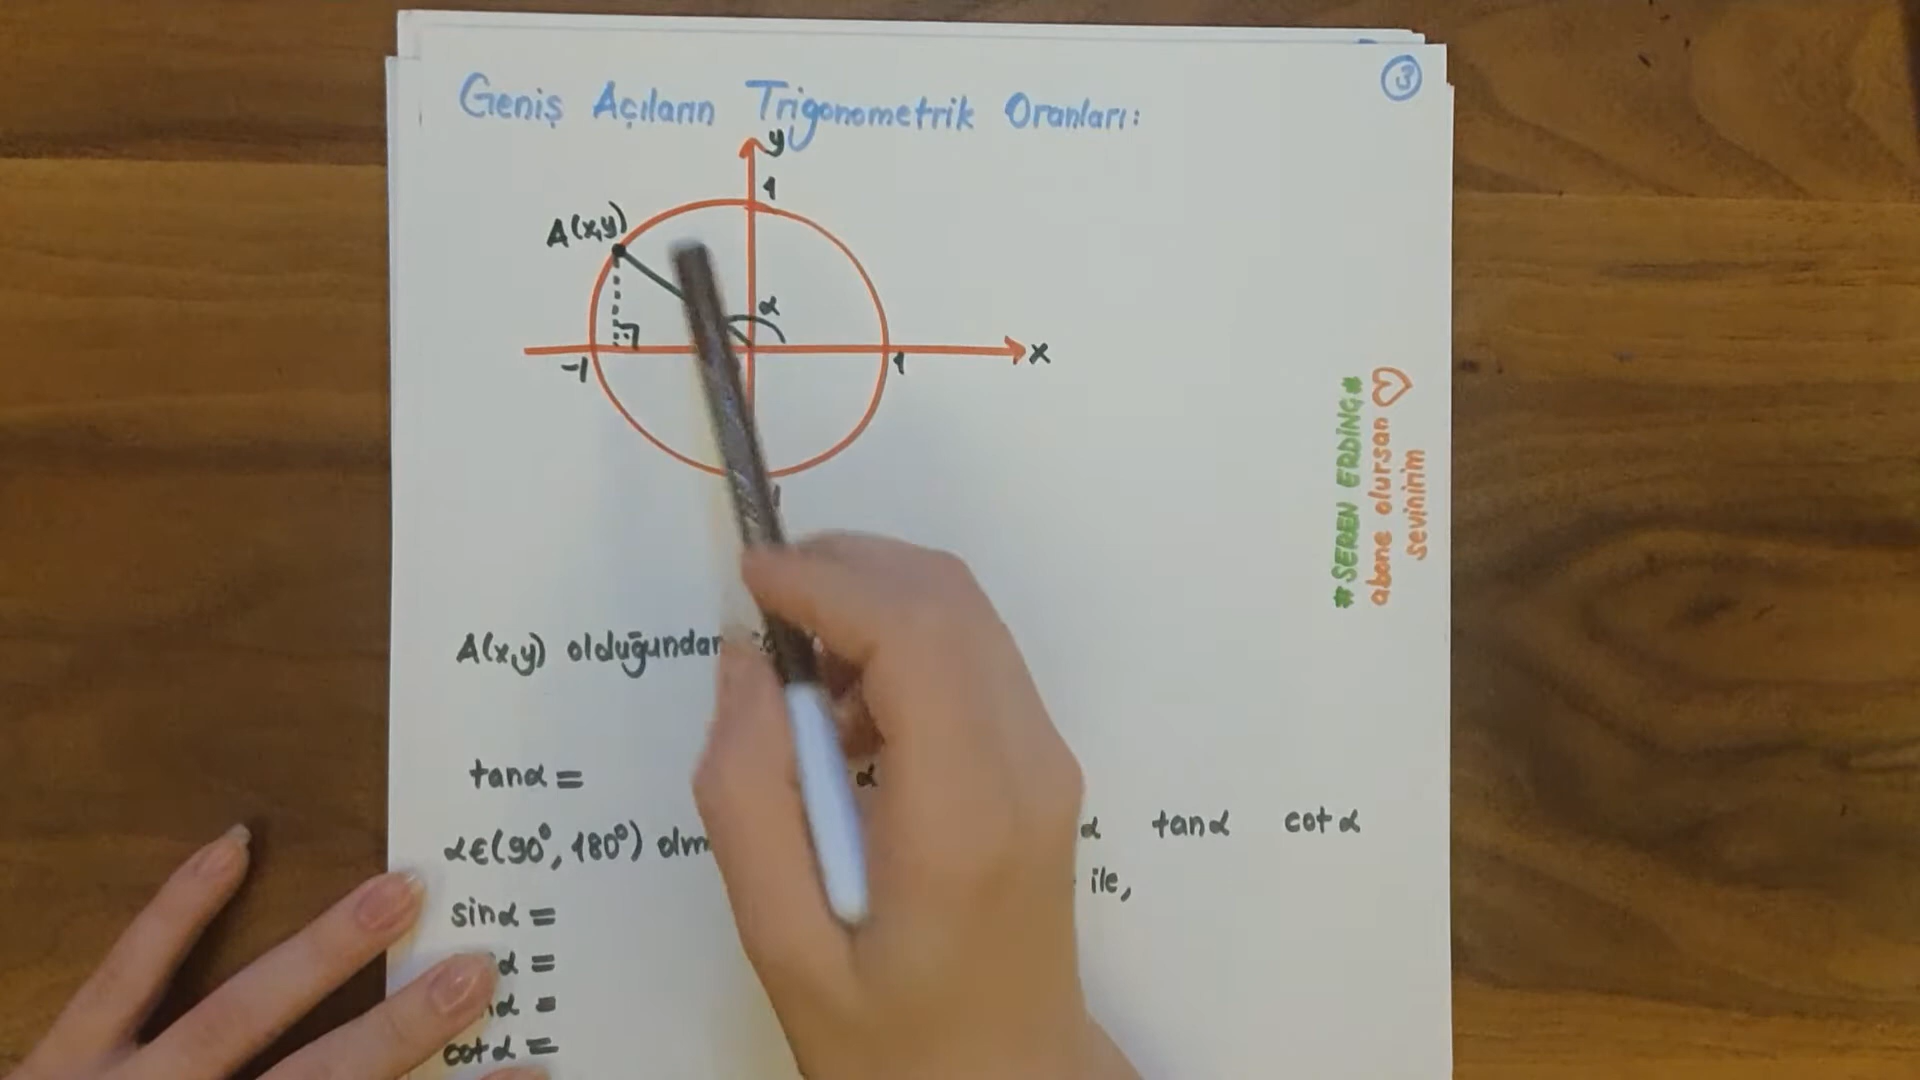 Geniş Açıların Trigonometrik Oranları:
3
y
1
A(x,y)
α
-1
1
x
#SEREN ERDİNÇ#
abone olursan
sevinirim
A(x,y) olduğundan
tanα =
α
α∈(90°, 180°)
α tanα cotα
ile,
sinα =
α =
α =
cotα =